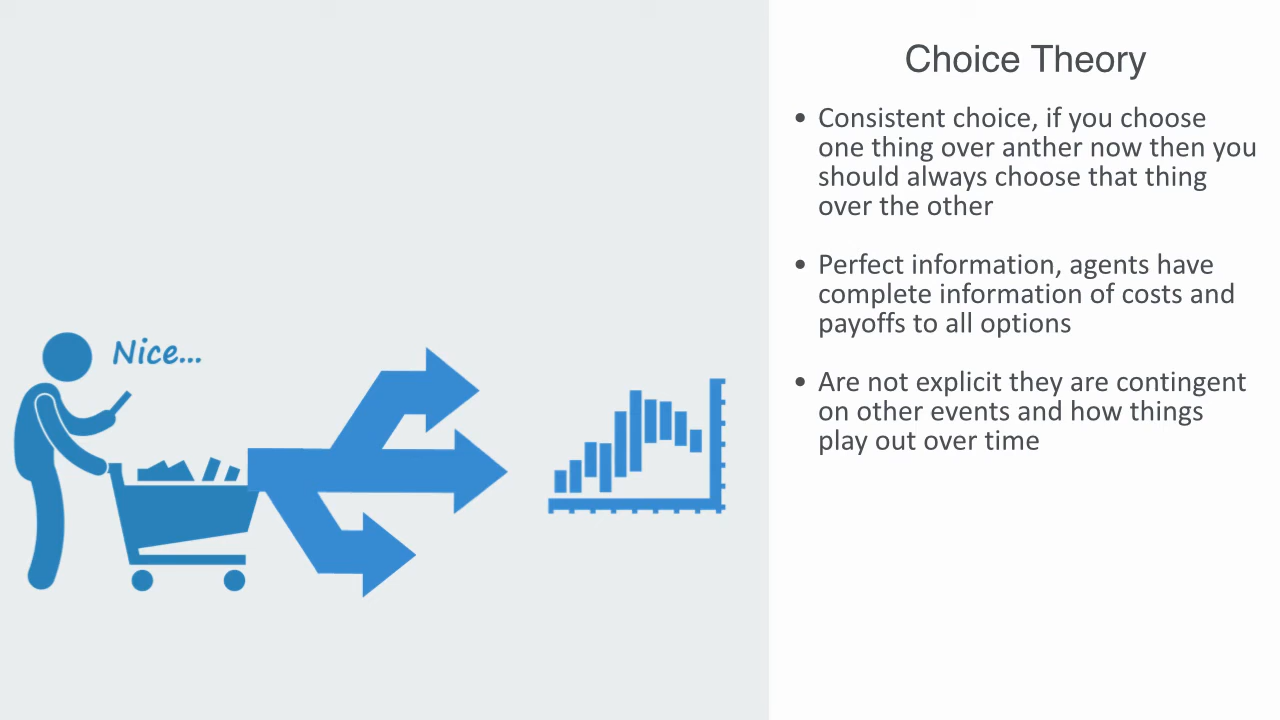 Choice Theory
• Consistent choice, if you choose
one thing over anther now then you
should always choose that thing
over the other
• Perfect information, agents have
complete information of costs and
payoffs to all options
• Are not explicit they are contingent
on other events and how things
play out over time
Nice...